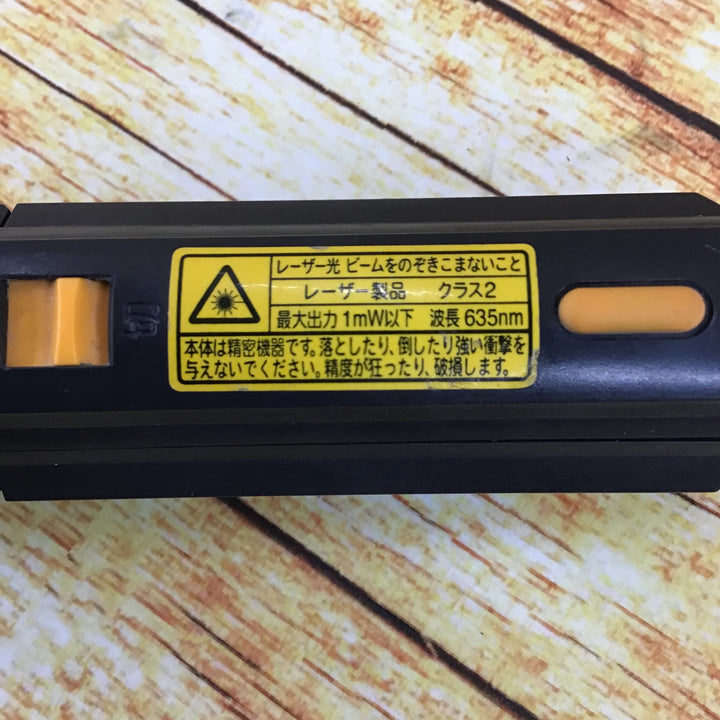 レーザー光 ビームをのぞきこまないこと
レーザー製品 クラス2
最大出力 1mW以下 波長 635nm
本体は精密機器です。落としたり、倒したり強い衝撃を
与えないでください。精度が狂ったり、破損します。
切